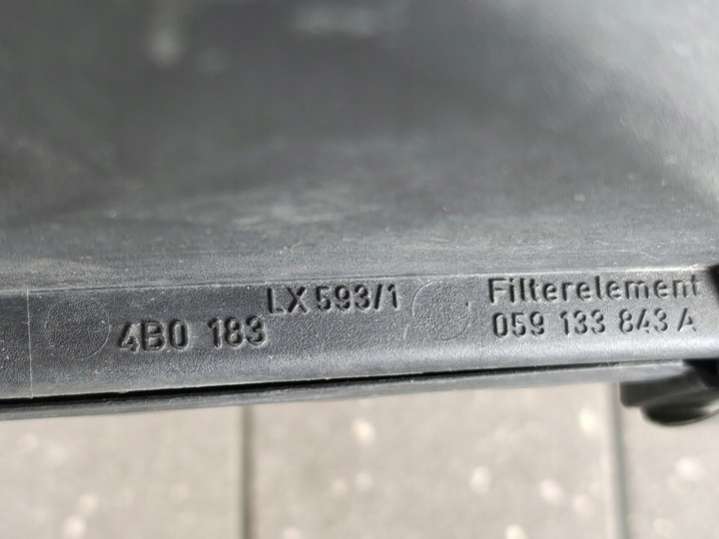 4B0 183
LX 593/1
Filterelement
059 133 843 A